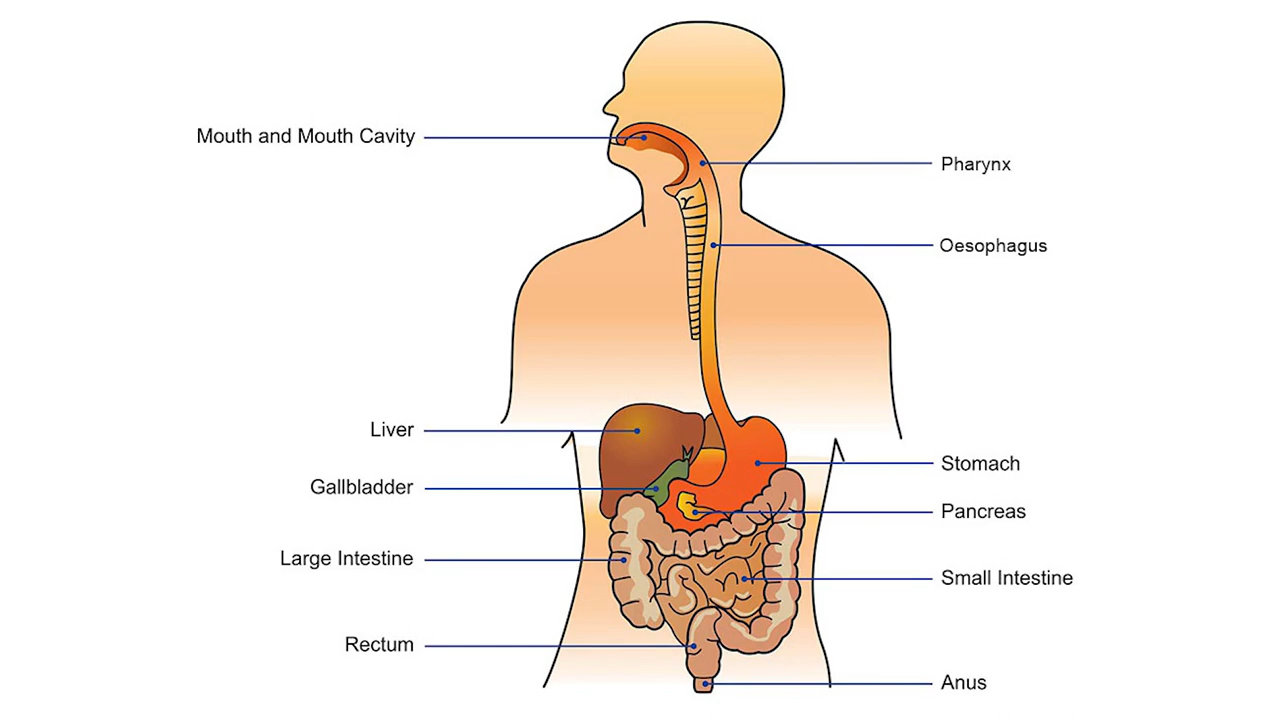 Mouth and Mouth Cavity
Pharynx
Oesophagus
Liver
Stomach
Gallbladder
Pancreas
Large Intestine
Small Intestine
Rectum
Anus